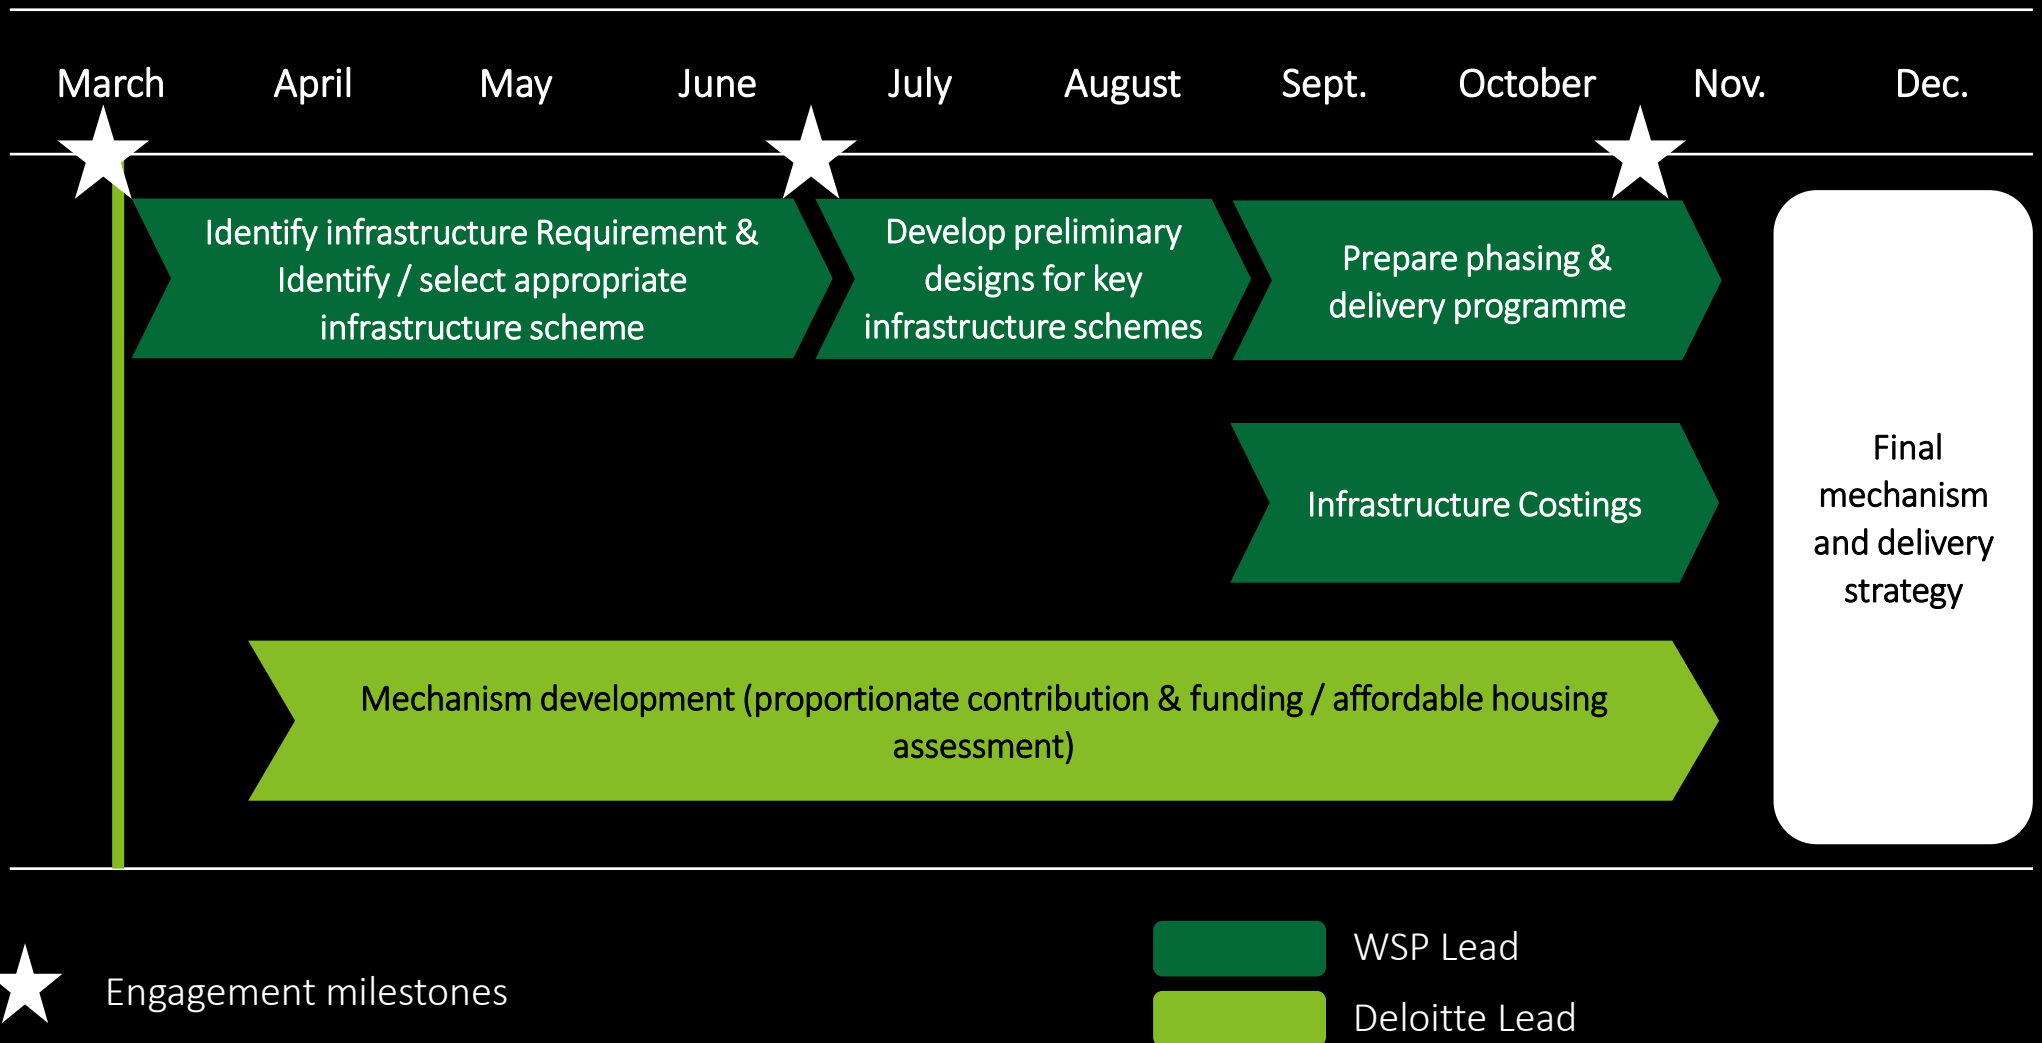 March April May June July August Sept. October Nov. Dec.
Identify infrastructure Requirement &
Identify / select appropriate
infrastructure scheme
Develop preliminary
designs for key
infrastructure schemes
Prepare phasing &
delivery programme
Infrastructure Costings
Final
mechanism
and delivery
strategy
Mechanism development (proportionate contribution & funding / affordable housing
assessment)
Engagement milestones
WSP Lead
Deloitte Lead